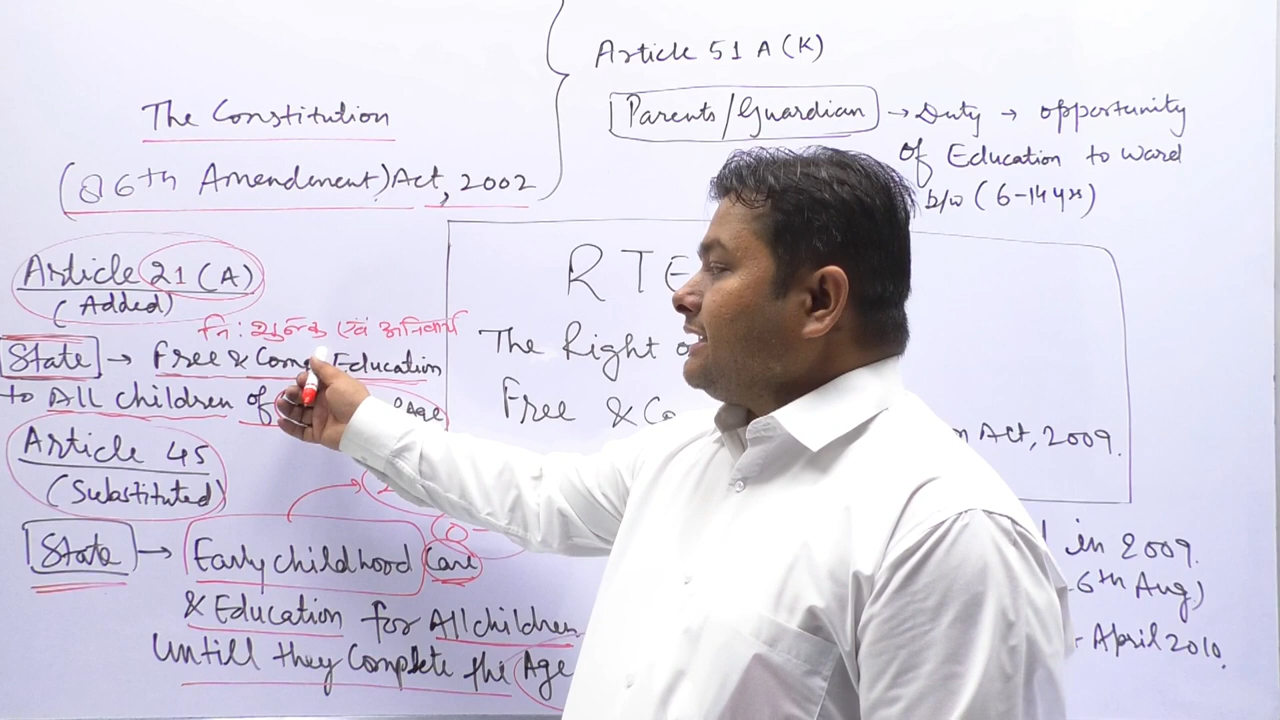 The Constitution
(86th Amendment) Act, 2002
Article 21(A)
(Added)
नि:शुल्क एवं अनिवार्य
State → Free & Comp Education
to All children of Age
Article 45
(Substituted)
State → Early childhood Care
& Education for All children
Untill they Complete the Age
Article 51 A (K)
Parents/Guardian → Duty → opportunity
of Education to ward
b/w (6-14 yrs)
RTE
The Right
Free & Co
Act, 2009.
in 2009.
6th Aug)
April 2010.